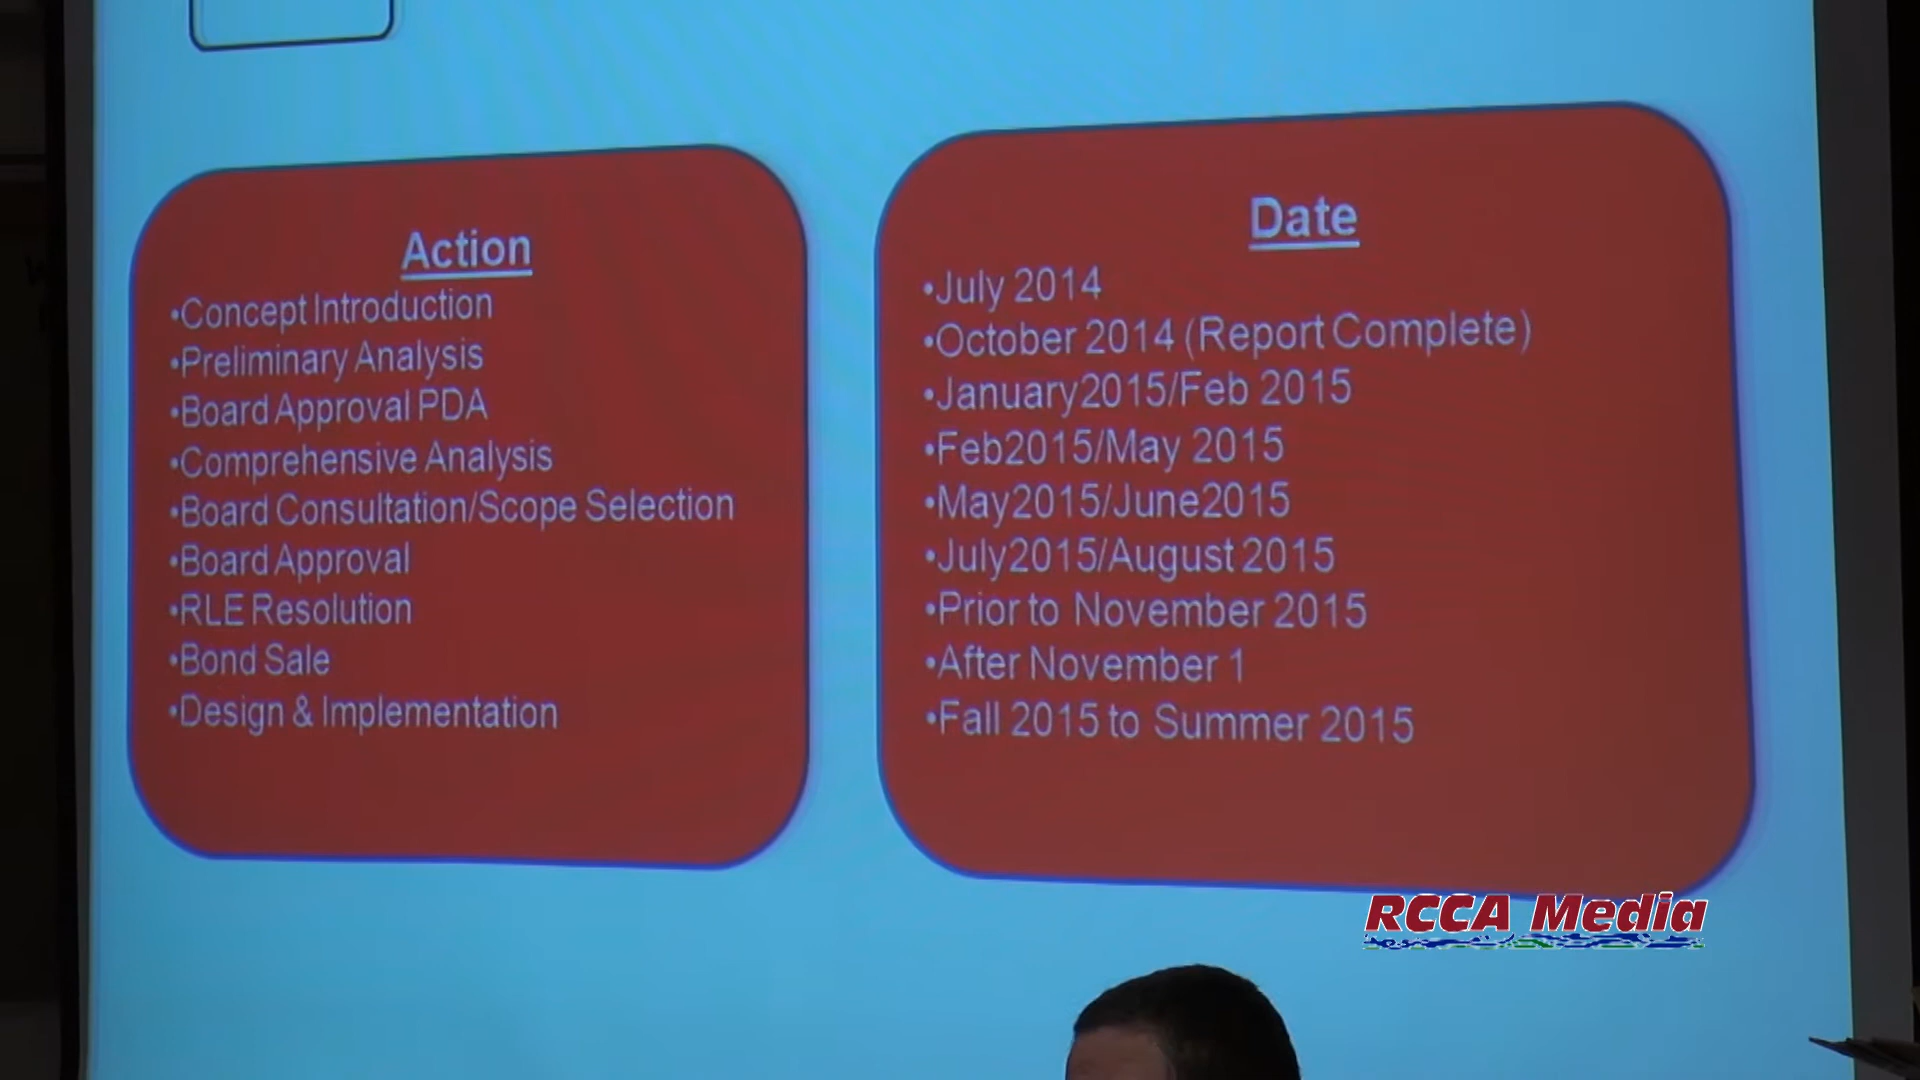 Action
•Concept Introduction
•Preliminary Analysis
•Board Approval PDA
•Comprehensive Analysis
•Board Consultation/Scope Selection
•Board Approval
•RLE Resolution
•Bond Sale
•Design & Implementation
Date
•July 2014
•October 2014 (Report Complete)
•January2015/Feb 2015
•Feb2015/May 2015
•May2015/June2015
•July2015/August 2015
•Prior to November 2015
•After November 1
•Fall 2015 to Summer 2015
RCCA Media